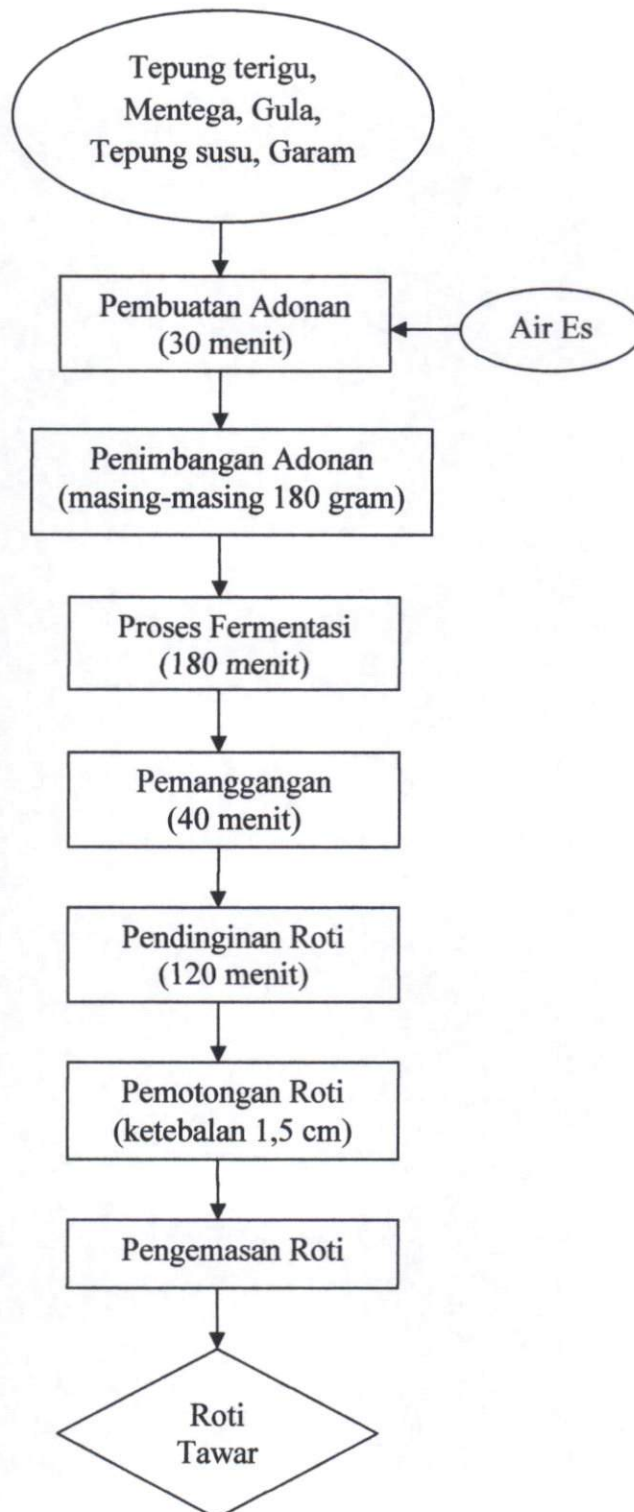 Tepung terigu,
Mentega, Gula,
Tepung susu, Garam
Pembuatan Adonan
(30 menit)
Air Es
Penimbangan Adonan
(masing-masing 180 gram)
Proses Fermentasi
(180 menit)
Pemanggangan
(40 menit)
Pendinginan Roti
(120 menit)
Pemotongan Roti
(ketebalan 1,5 cm)
Pengemasan Roti
Roti
Tawar